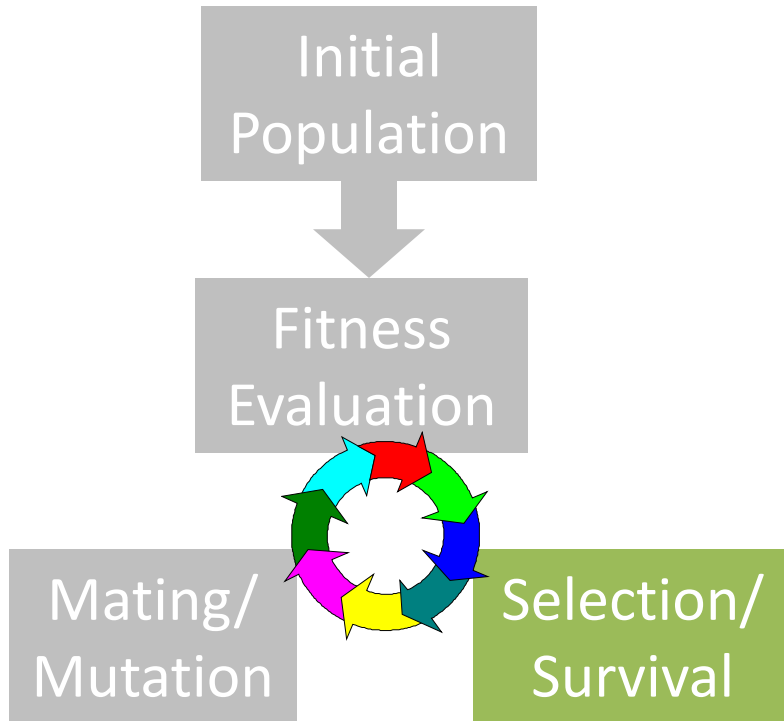 Initial
Population
Fitness
Evaluation
Mating/
Mutation
Selection/
Survival